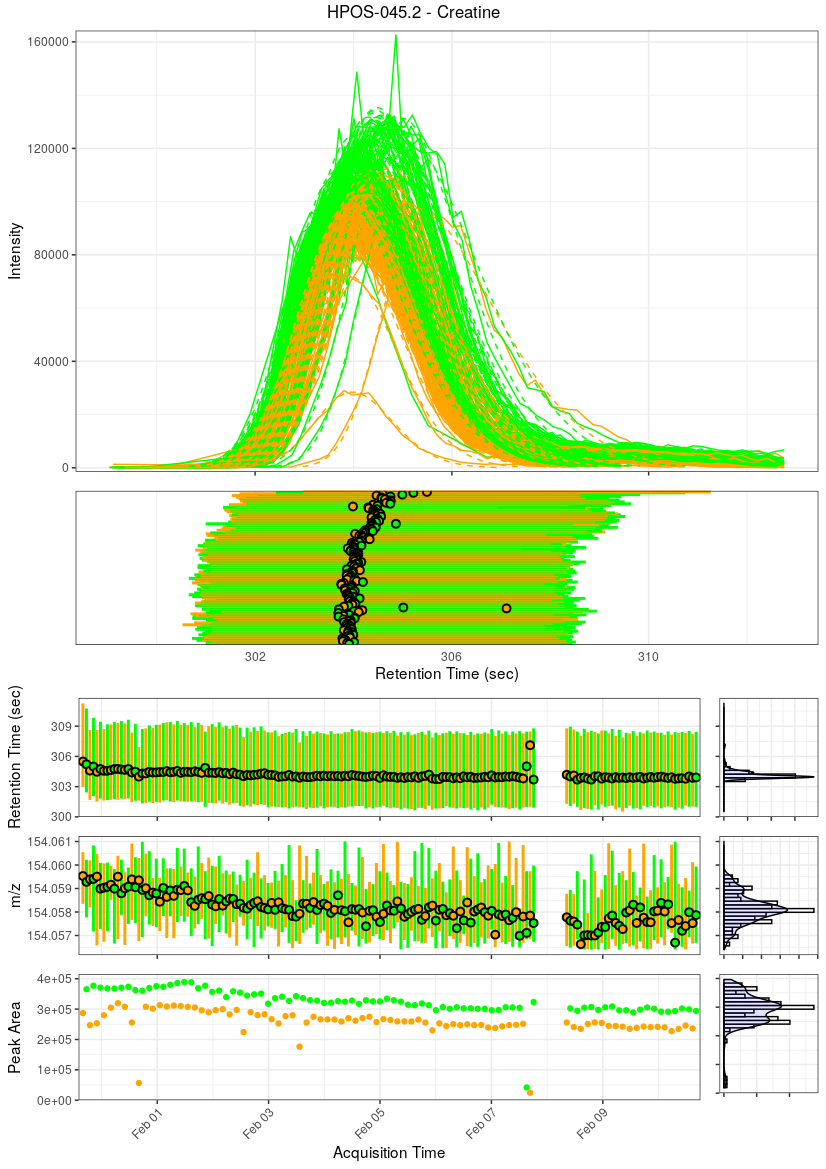 HPOS-045.2 - Creatine
160000
120000
80000
40000
0
Intensity
302 306 310
Retention Time (sec)
Retention Time (sec)
309
306
303
300
m/z
154.061
154.060
154.059
154.058
154.057
Peak Area
4e+05
3e+05
2e+05
1e+05
0e+00
Feb 01 Feb 03 Feb 05 Feb 07 Feb 09
Acquisition Time